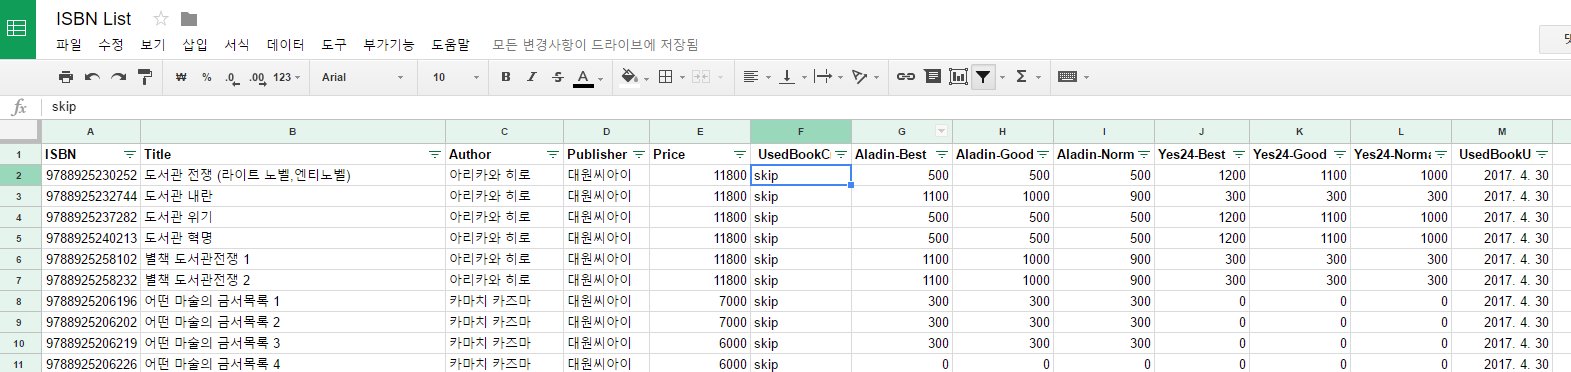 ISBN List
파일 수정 보기 삽입 서식 데이터 도구 부가기능 도움말 모든 변경사항이 드라이브에 저장됨
₩ % .0 .00 123 Arial 10 B I S A Σ
fx skip
A B C D E F G H I J K L M
1 ISBN Title Author Publisher Price UsedBookC Aladin-Best Aladin-Good Aladin-Norm Yes24-Best Yes24-Good Yes24-Norma UsedBookU
2 9788925230252 도서관 전쟁 (라이트 노벨,엔티노벨) 아리카와 히로 대원씨아이 11800 skip 500 500 500 1200 1100 1000 2017. 4. 30
3 9788925232744 도서관 내란 아리카와 히로 대원씨아이 11800 skip 1100 1000 900 300 300 300 2017. 4. 30
4 9788925237282 도서관 위기 아리카와 히로 대원씨아이 11800 skip 500 500 500 1200 1100 1000 2017. 4. 30
5 9788925240213 도서관 혁명 아리카와 히로 대원씨아이 11800 skip 500 500 500 1200 1100 1000 2017. 4. 30
6 9788925258102 별책 도서관전쟁 1 아리카와 히로 대원씨아이 11800 skip 1100 1000 900 300 300 300 2017. 4. 30
7 9788925258232 별책 도서관전쟁 2 아리카와 히로 대원씨아이 11800 skip 1100 1000 900 300 300 300 2017. 4. 30
8 9788925206196 어떤 마술의 금서목록 1 카마치 카즈마 대원씨아이 7000 skip 300 300 300 0 0 0 2017. 4. 30
9 9788925206202 어떤 마술의 금서목록 2 카마치 카즈마 대원씨아이 7000 skip 300 300 300 0 0 0 2017. 4. 30
10 9788925206219 어떤 마술의 금서목록 3 카마치 카즈마 대원씨아이 6000 skip 300 300 300 0 0 0 2017. 4. 30
11 9788925206226 어떤 마술의 금서목록 4 카마치 카즈마 대원씨아이 6000 skip 0 0 0 0 0 0 2017. 4. 30